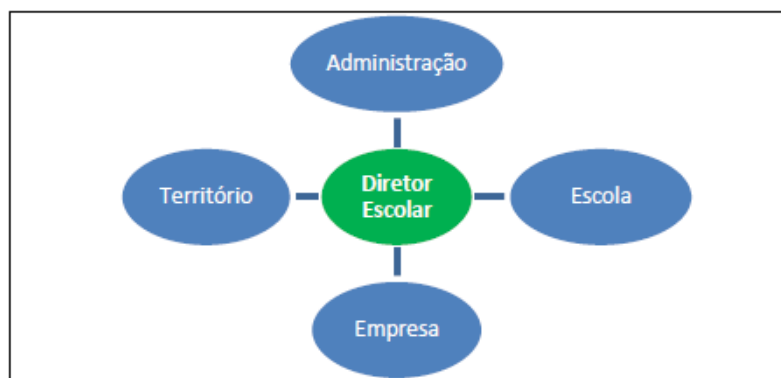 Administração
Território
Diretor
Escolar
Escola
Empresa